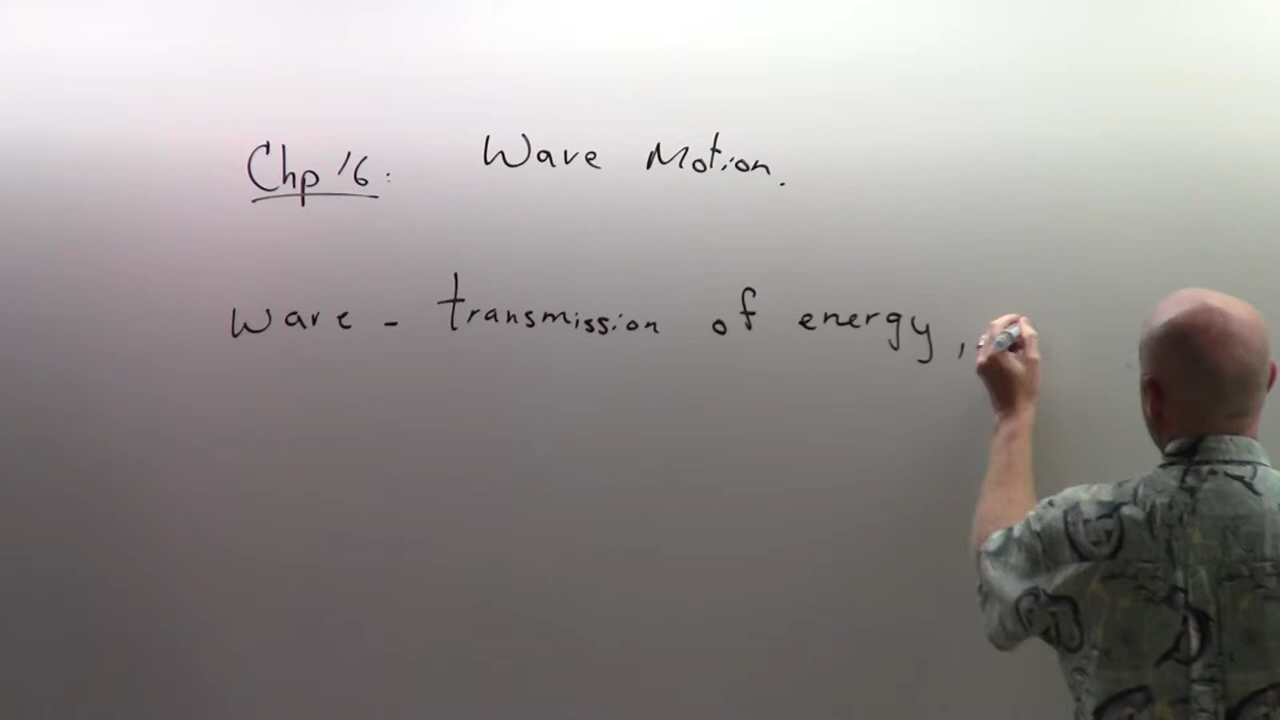 Chp 16: Wave Motion.
Wave - transmission of energy,